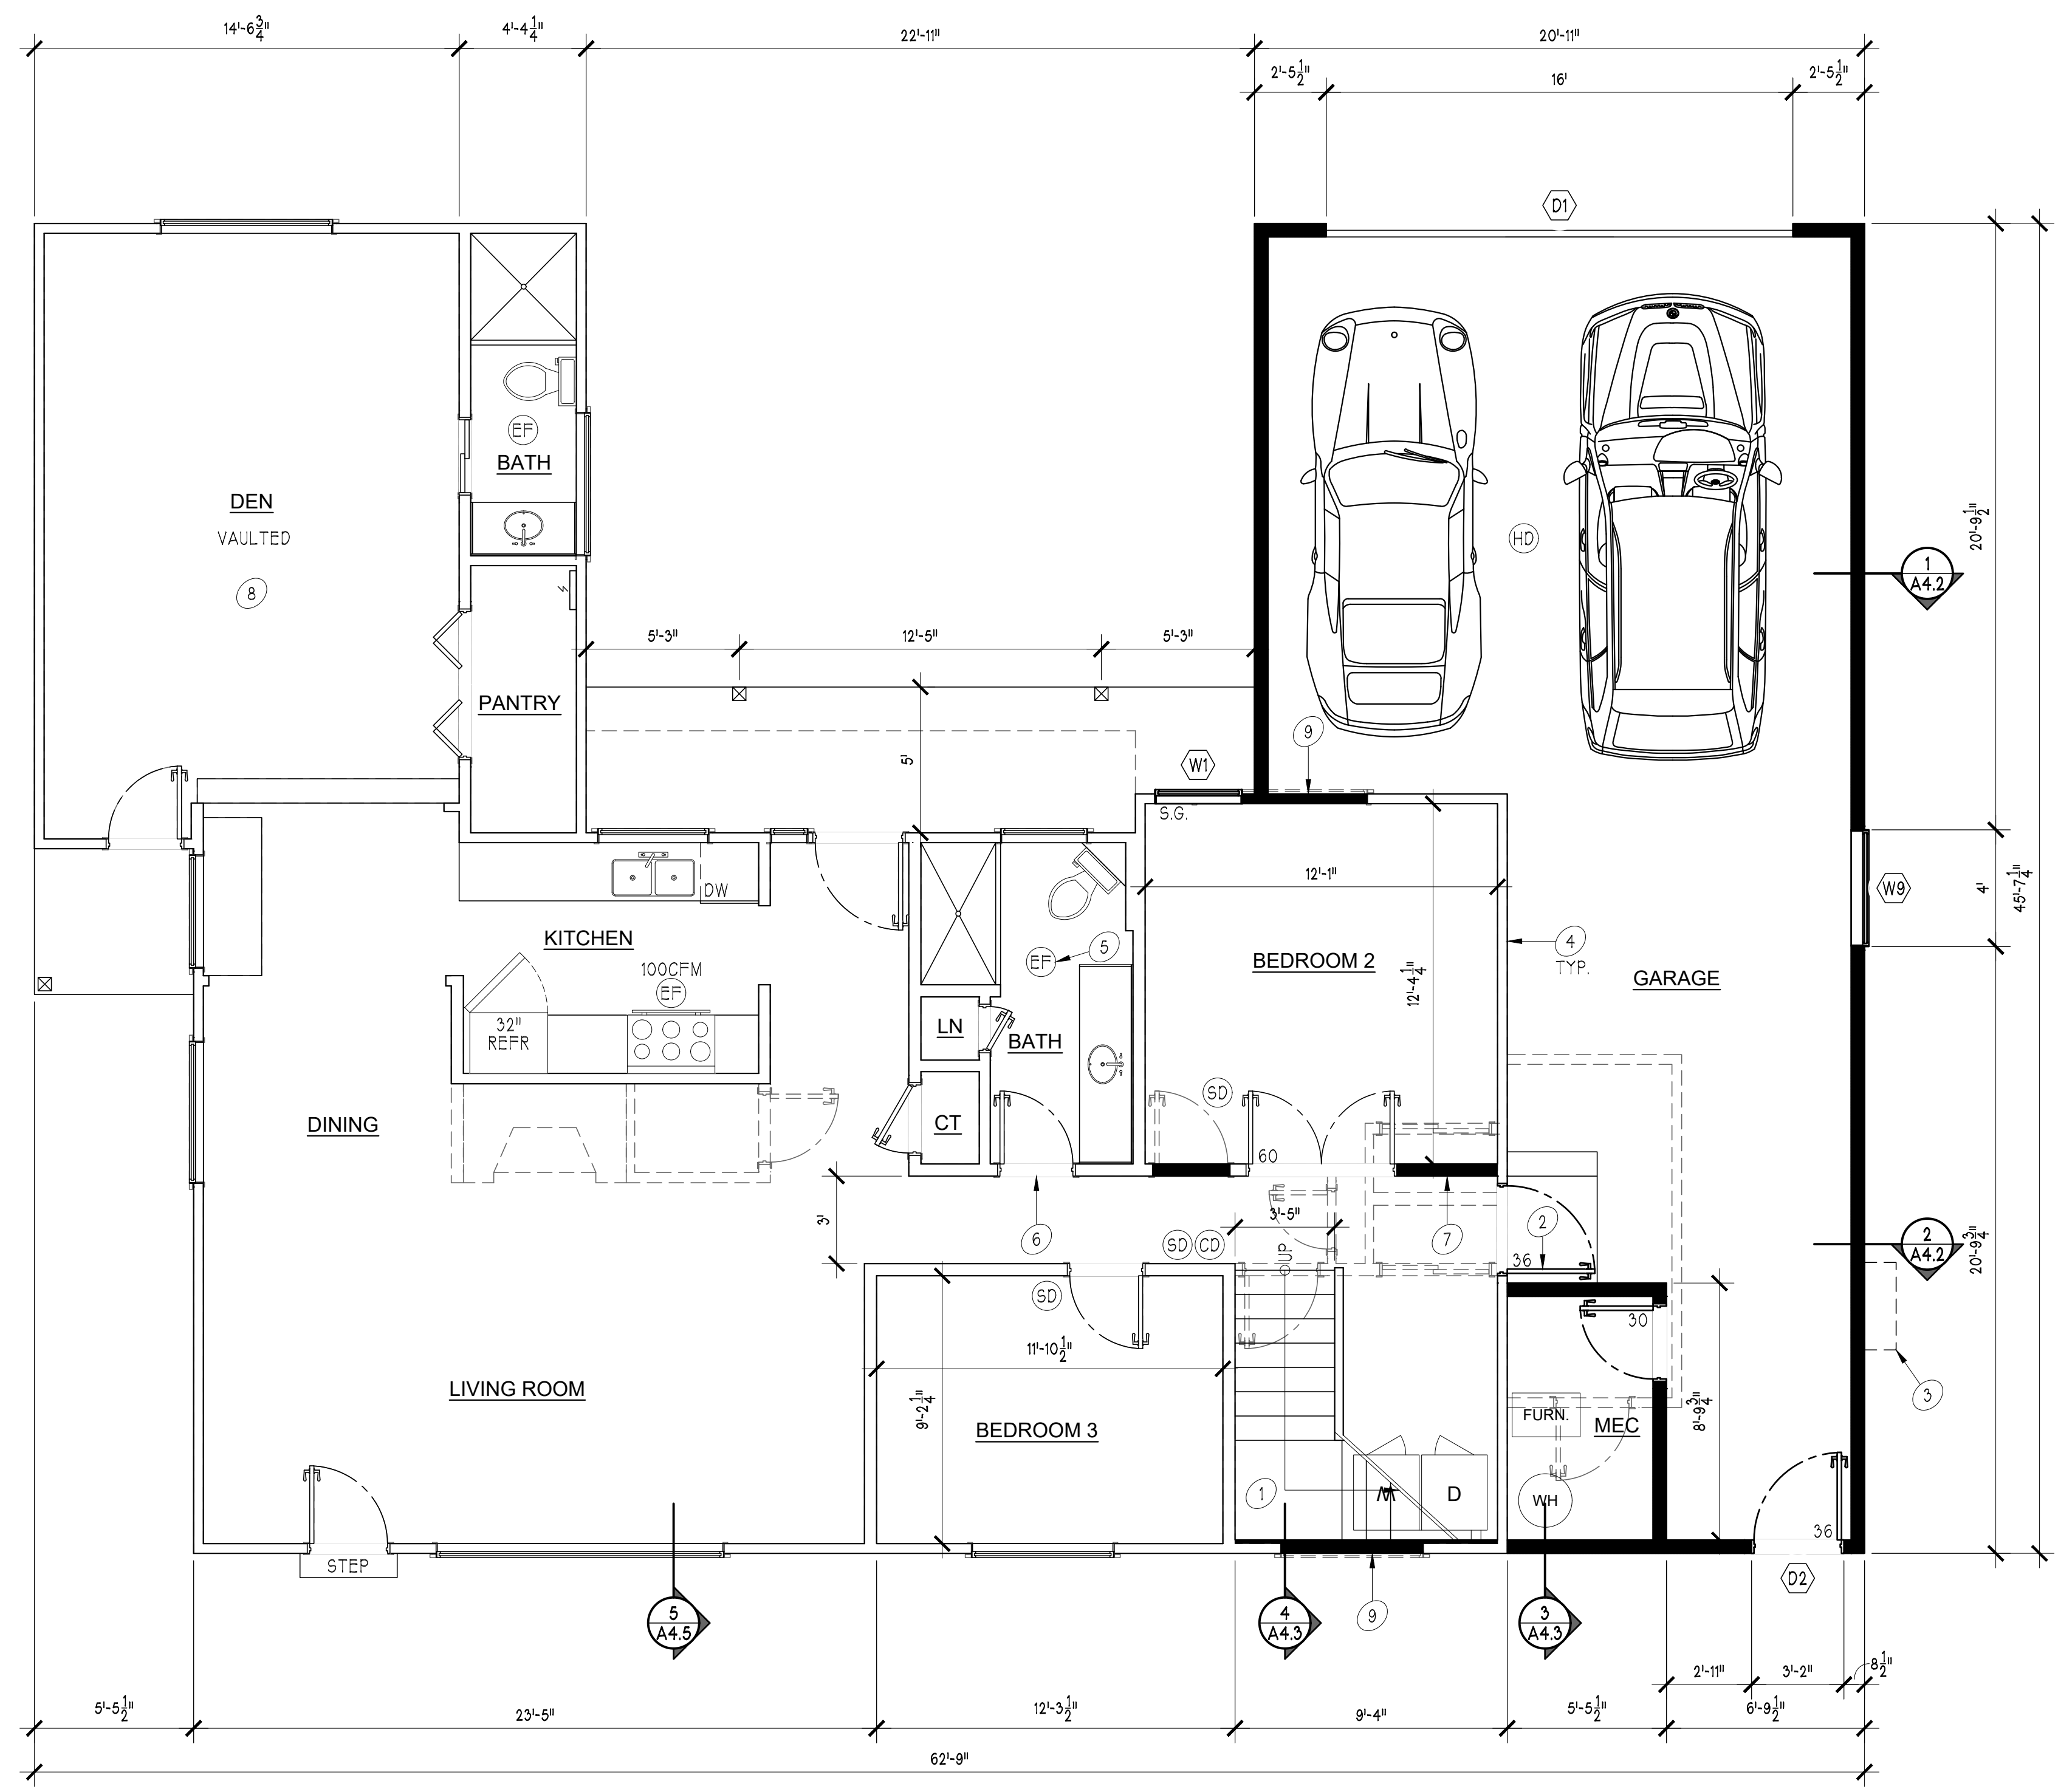 14'-6 3/4"
4'-4 1/4"
22'-11"
20'-11"
2'-5 1/2"
16'
2'-5 1/2"
D1
EF
BATH
DEN
VAULTED
8
HD
20'-9 1/2"
1
A4.2
5'-3"
12'-5"
5'-3"
PANTRY
9
5'
W1
S.G.
DW
12'-1"
W9
4'
45'-7 1/4"
KITCHEN
5
EF
BEDROOM 2
4
TYP.
100CFM
EF
12'-4 1/4"
GARAGE
32"
REFR
LN
BATH
SD
DINING
CT
60
3'
6
3'-5"
7
2
SD
CD
UP
36
2
A4.2
20'-9 3/4"
SD
30
11'-10 1/2"
LIVING ROOM
9'-2 1/4"
BEDROOM 3
FURN.
MEC
8'-9 3/4"
3
1
W
D
WH
36
STEP
D2
5
A4.5
4
A4.3
9
3
A4.3
2'-11"
3'-2"
8 1/2"
5'-5 1/2"
23'-5"
12'-3 1/2"
9'-4"
5'-5 1/2"
6'-9 1/2"
62'-9"